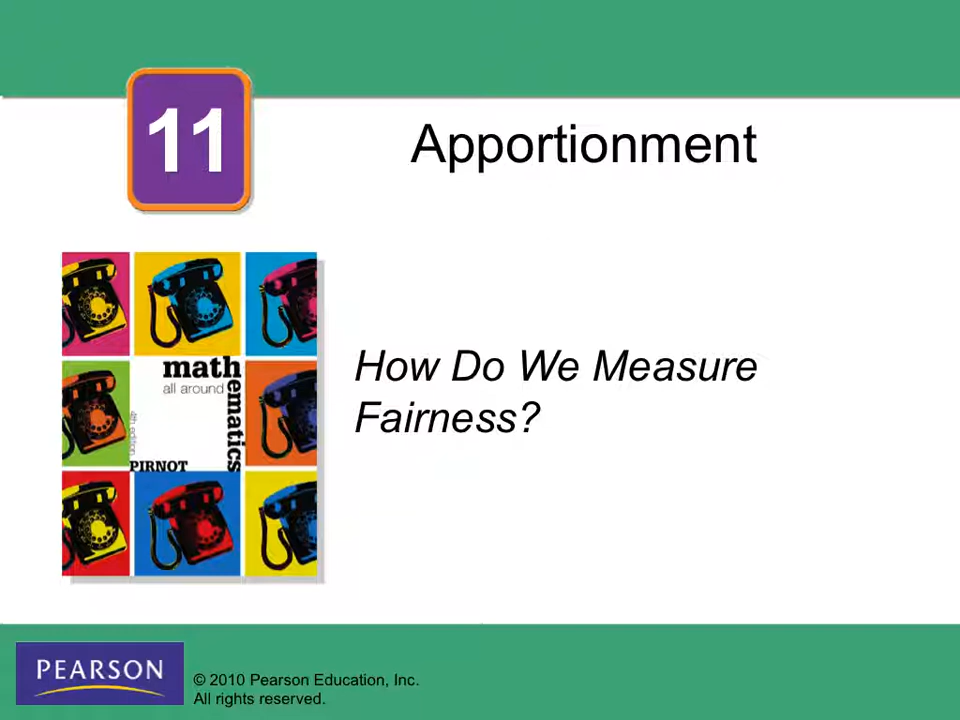 11
Apportionment
How Do We Measure
Fairness?
math
ematics
all around
4th edition
PIRNOT
PEARSON
© 2010 Pearson Education, Inc.
All rights reserved.